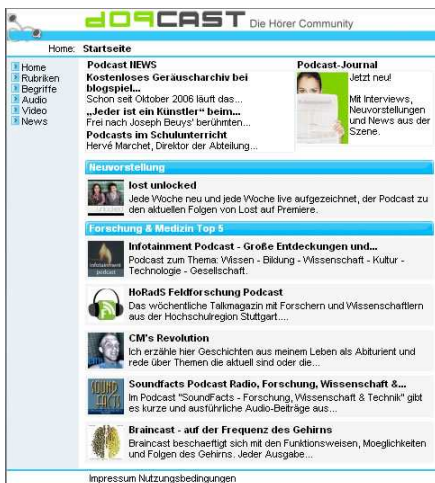 dopcast Die Hörer Community
Home: Startseite
Home
Rubriken
Begriffe
Audio
Video
News
Podcast NEWS
Kostenloses Geräuscharchiv bei
blogspiel...
Schon seit Oktober 2006 läuft das...
„Jeder ist ein Künstler" beim...
Frei nach Joseph Beuys' berühmten...
Podcasts im Schulunterricht
Hervé Marchet, Direktor der Abteilung...
Podcast-Journal
Jetzt neu!
Mit Interviews,
Neuvorstellungen
und News aus der
Szene.
Neuvorstellung
lost unlocked
Jede Woche neu und jede Woche live aufgezeichnet, der Podcast zu
den aktuellen Folgen von Lost auf Premiere.
Forschung & Medizin Top 5
infotainment
podcast
Infotainment Podcast - Große Entdeckungen und...
Podcast zum Thema: Wissen - Bildung - Wissenschaft - Kultur -
Technologie - Gesellschaft.
HoRadS Feldforschung Podcast
Das wöchentliche Talkmagazin mit Forschern und Wissenschaftlern
aus der Hochschulregion Stuttgart....
CM's Revolution
Ich erzähle hier Geschichten aus meinem Leben als Abiturient und
rede über Themen die aktuell sind oder die...
SOUND
FACTS
Soundfacts Podcast Radio, Forschung, Wissenschaft &...
Im Podcast "SoundFacts - Forschung, Wissenschaft & Technik" gibt
es kurze und ausführliche Audio-Beiträge aus...
Braincast - auf der Frequenz des Gehirns
Braincast beschaeftigt sich mit den Funktionsweisen, Moeglichkeiten
und Folgen des Gehirns. Jeder Ausgabe...
Impressum Nutzungsbedingungen